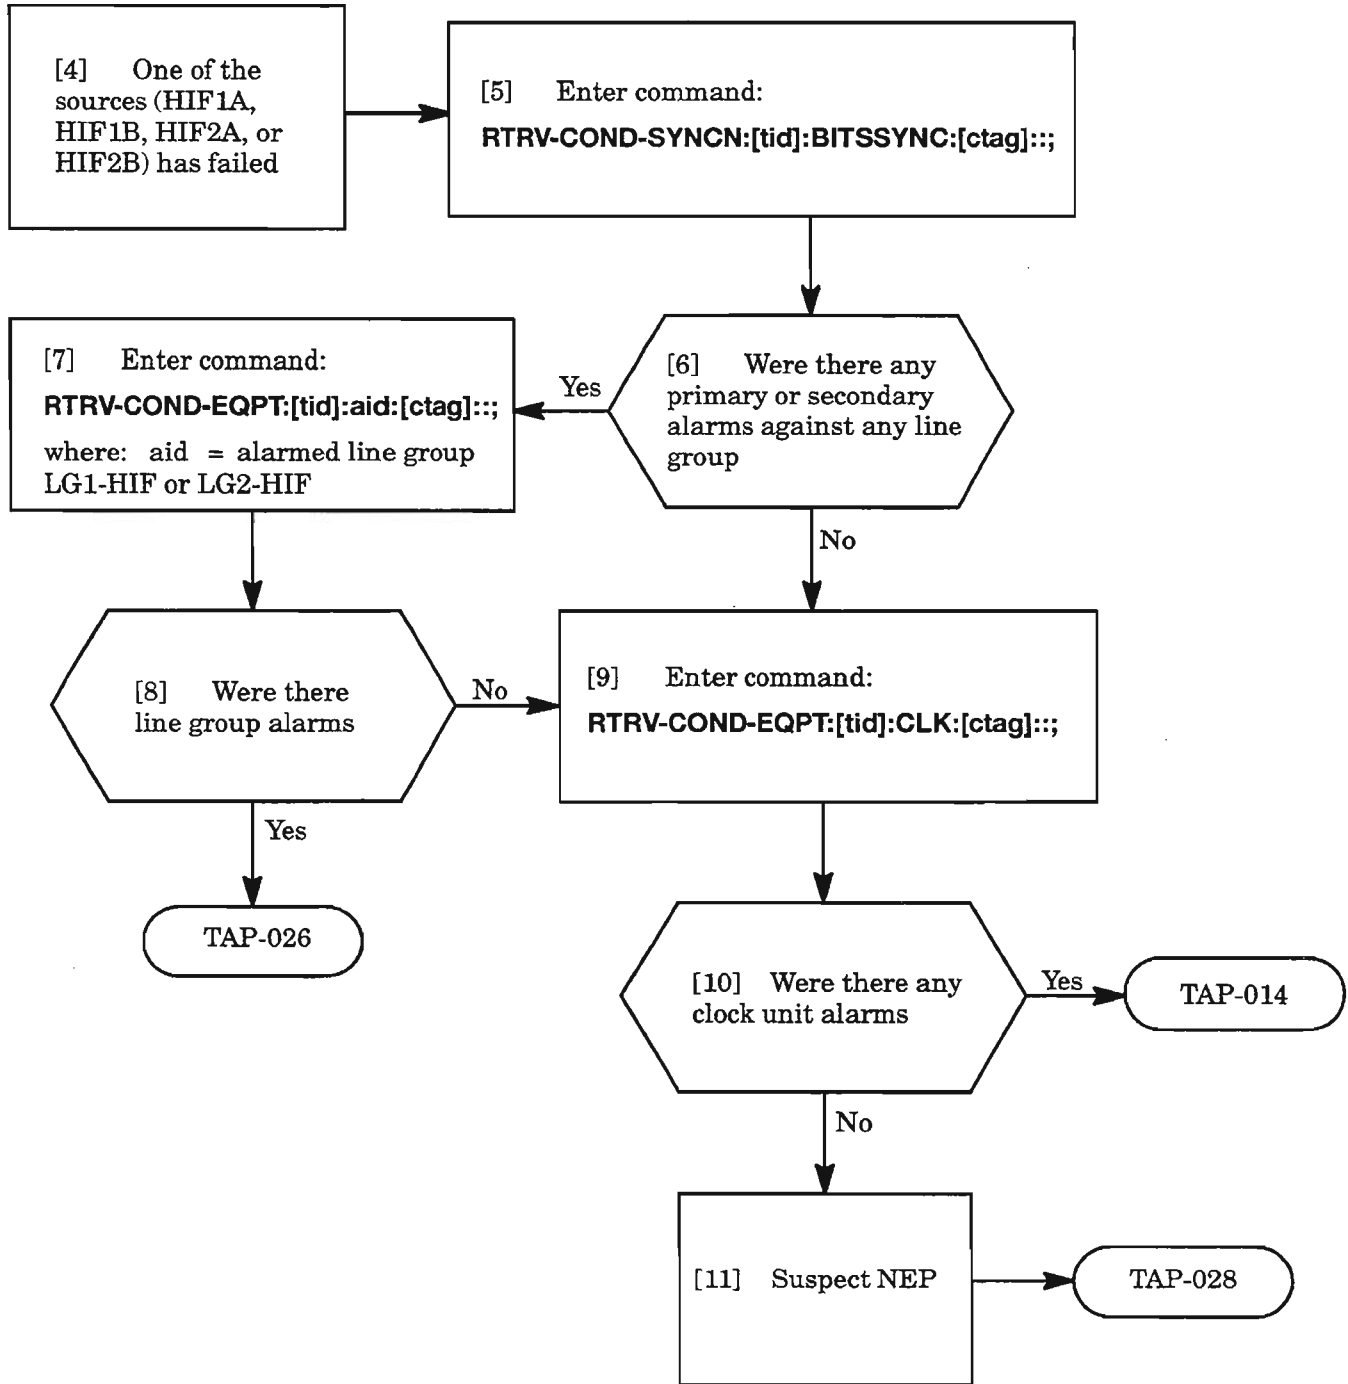 [4] One of the
sources (HIF1A,
HIF1B, HIF2A, or
HIF2B) has failed
[5] Enter command:
RTRV-COND-SYNCN:[tid]:BITSSYNC:[ctag]::;
[6] Were there any
primary or secondary
alarms against any line
group
Yes
No
[7] Enter command:
RTRV-COND-EQPT:[tid]:aid:[ctag]::;
where: aid = alarmed line group
LG1-HIF or LG2-HIF
[8] Were there
line group alarms
No
Yes
TAP-026
[9] Enter command:
RTRV-COND-EQPT:[tid]:CLK:[ctag]::;
[10] Were there any
clock unit alarms
Yes
TAP-014
No
[11] Suspect NEP
TAP-028